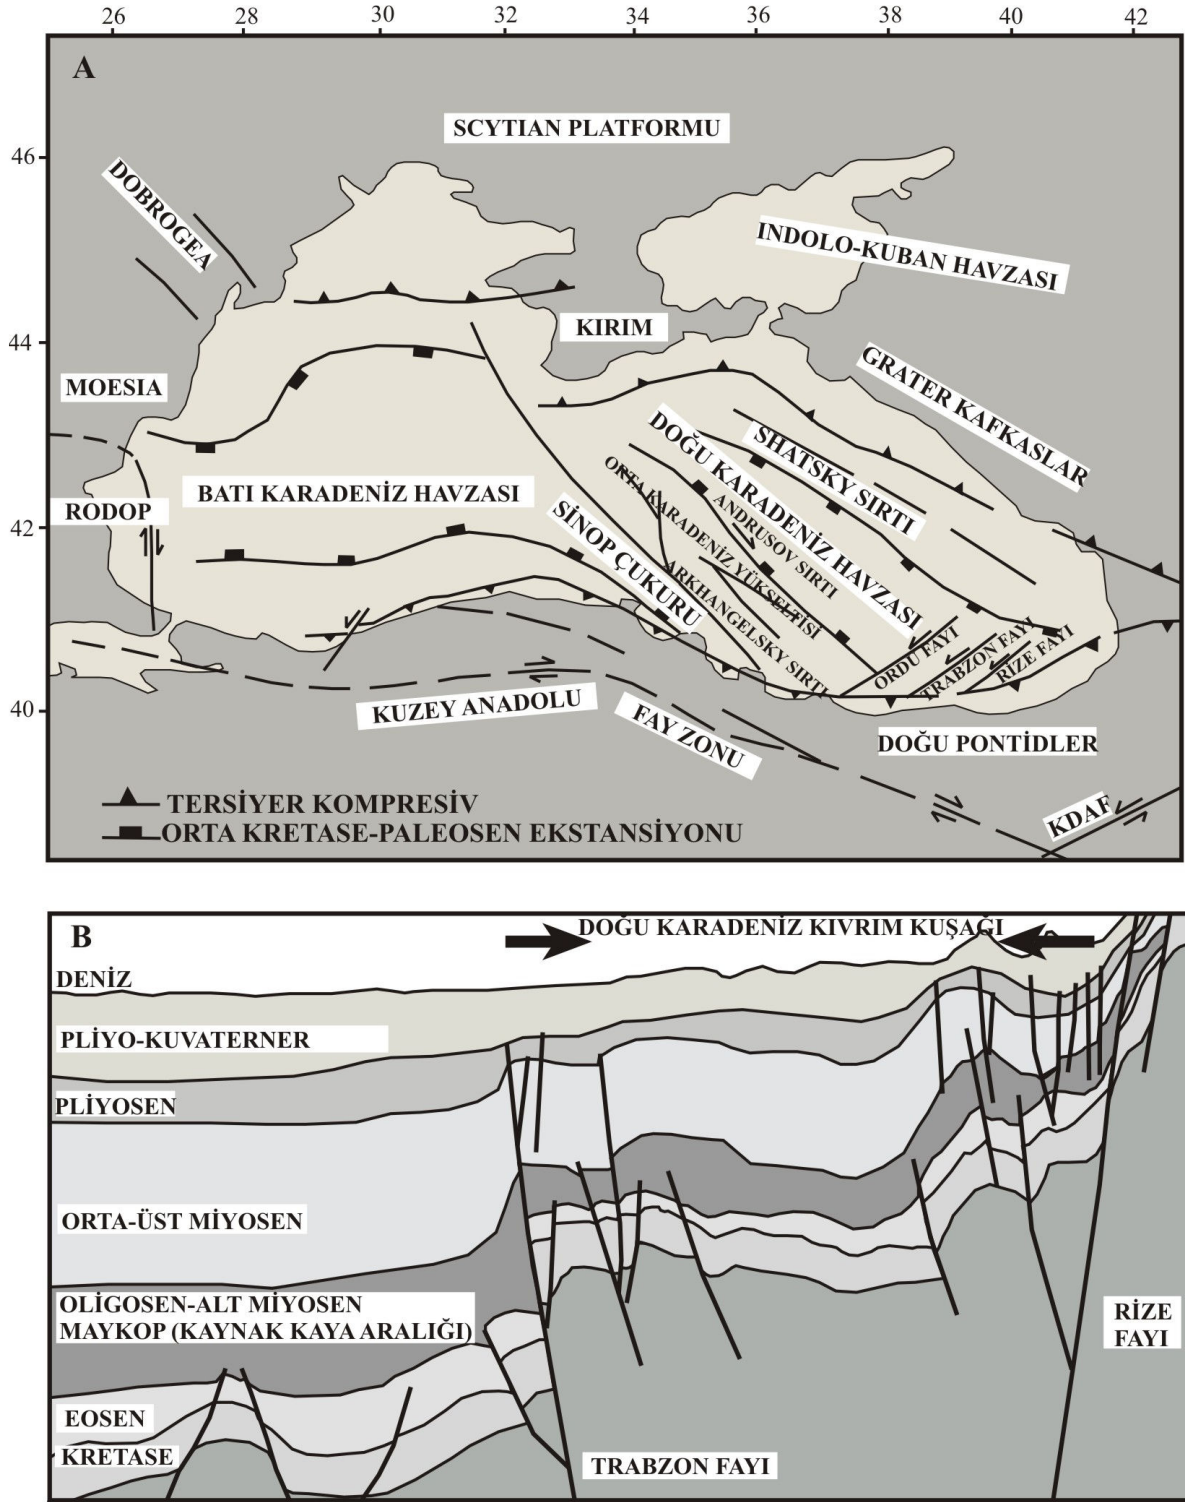 26 28 30 32 34 36 38 40 42
A
46
44
42
40
SCYTIAN PLATFORMU
DOBROGEA
INDOLO-KUBAN HAVZASI
KIRIM
MOESIA
GRATER KAFKASLAR
SHATSKY SIRTI
DOĞU KARADENİZ HAVZASI
BATI KARADENİZ HAVZASI
RODOP
ANDRUSOV SIRTI
ORTA KARADENİZ YÜKSELTİSİ
SİNOP ÇUKURU
ARKHANGELSKY SIRTI
ORDU FAYI
TRABZON FAYI
RİZE FAYI
KUZEY ANADOLU
FAY ZONU
DOĞU PONTİDLER
KDAF
TERSİYER KOMPRESİV
ORTA KRETASE-PALEOSEN EKSTANSİYONU
B
DOĞU KARADENİZ KIVRIM KUŞAĞI
DENİZ
PLİYO-KUVATERNER
PLİYOSEN
ORTA-ÜST MİYOSEN
OLİGOSEN-ALT MİYOSEN
MAYKOP (KAYNAK KAYA ARALIĞI)
RİZE
FAYI
EOSEN
KRETASE
TRABZON FAYI